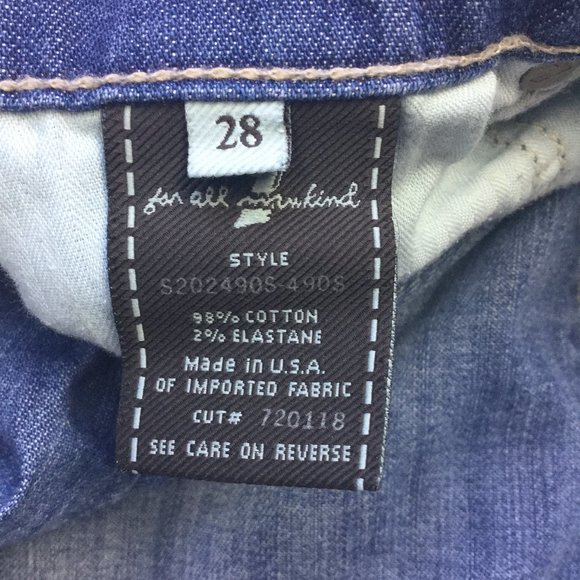 28
for all mankind
STYLE
S202490S-490S
98% COTTON
2% ELASTANE
Made in U.S.A.
OF IMPORTED FABRIC
CUT# 720118
SEE CARE ON REVERSE